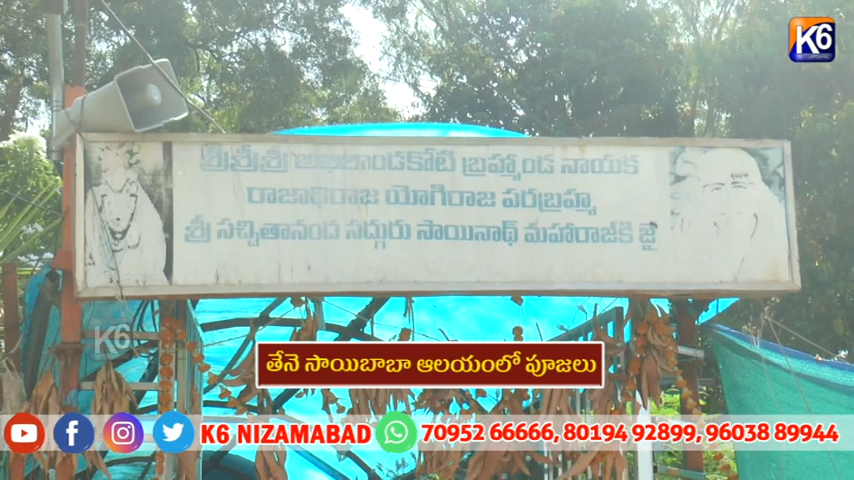 K6
శ్రీ శ్రీ శ్రీ అఖిలాండకోటి బ్రహ్మాండ నాయక
రాజాధిరాజ యోగిరాజ పరబ్రహ్మ
శ్రీ సచ్చితానంద సద్గురు సాయినాథ్ మహారాజ్‌కి జై
K6
తేనె సాయిబాబా ఆలయంలో పూజలు
K6 NIZAMABAD 70952 66666, 80194 92899, 96038 89944